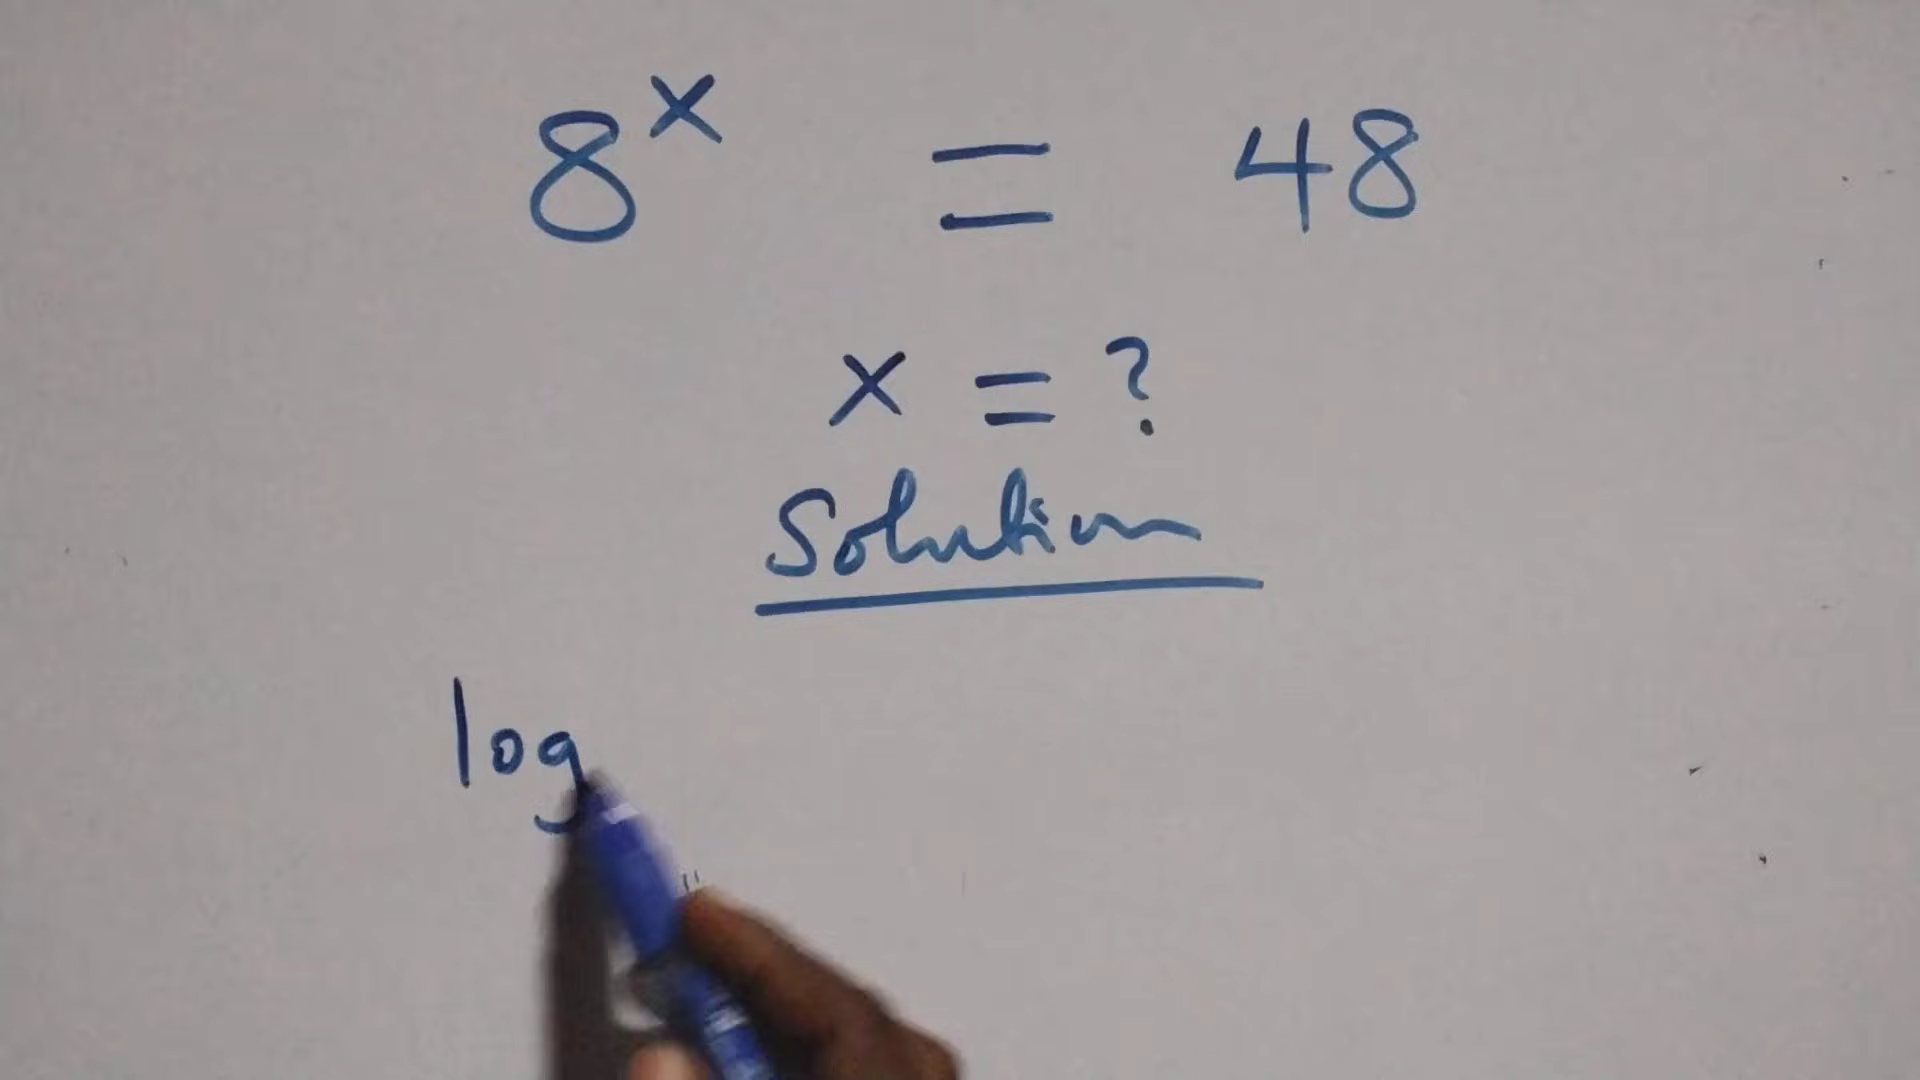 8^x = 48
x = ?
Solution
log